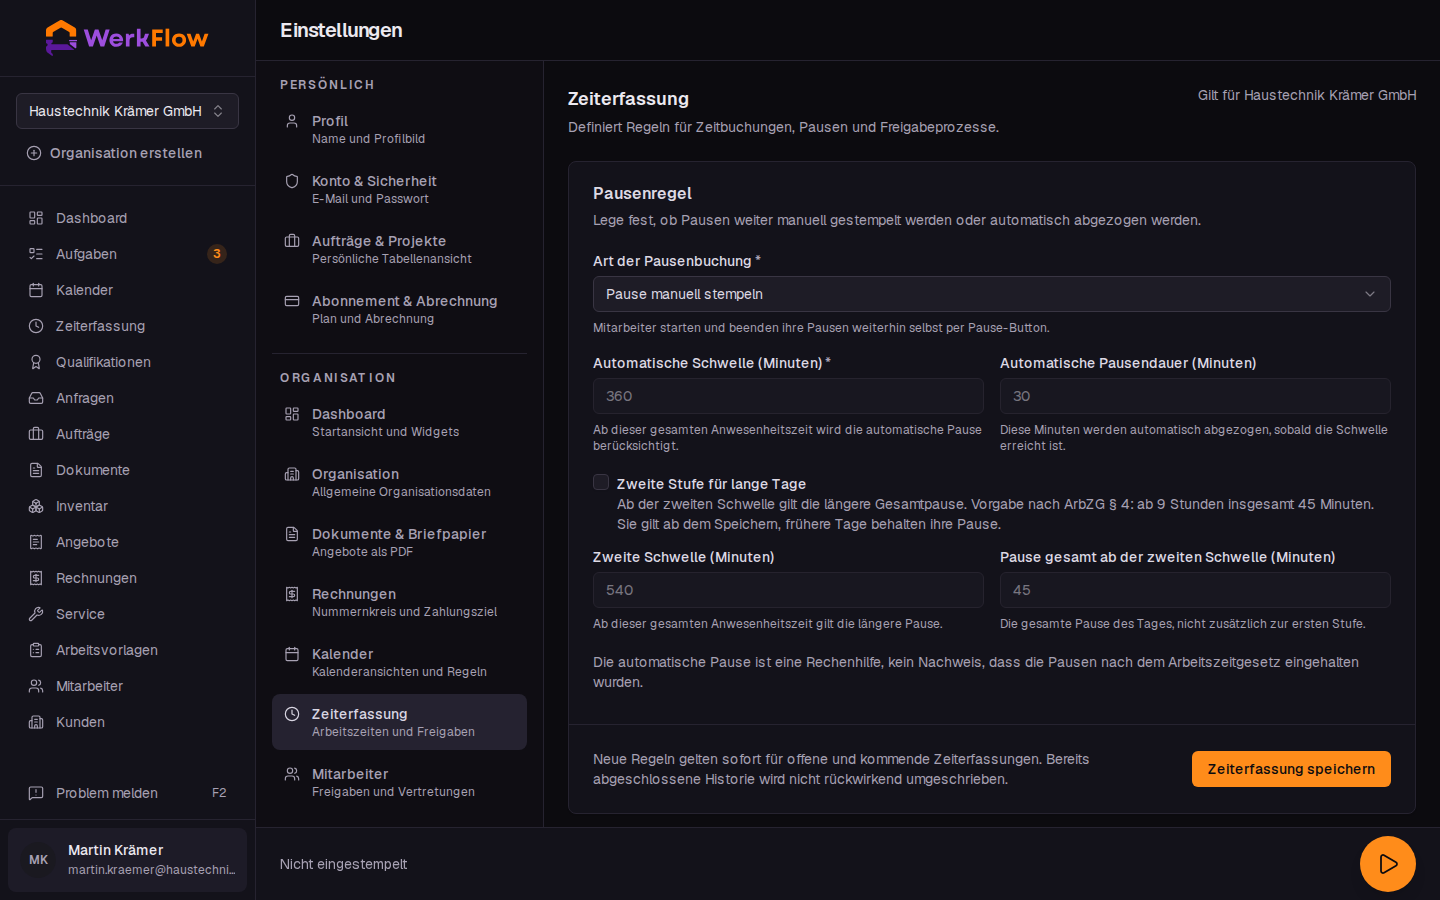 WerkFlow
Haustechnik Krämer GmbH
Organisation erstellen
Dashboard
Aufgaben
3
Kalender
Zeiterfassung
Qualifikationen
Anfragen
Aufträge
Dokumente
Inventar
Angebote
Rechnungen
Service
Arbeitsvorlagen
Mitarbeiter
Kunden
Problem melden
F2
MK
Martin Krämer
martin.kraemer@haustechni...
Einstellungen
PERSÖNLICH
Profil
Name und Profilbild
Konto & Sicherheit
E-Mail und Passwort
Aufträge & Projekte
Persönliche Tabellenansicht
Abonnement & Abrechnung
Plan und Abrechnung
ORGANISATION
Dashboard
Startansicht und Widgets
Organisation
Allgemeine Organisationsdaten
Dokumente & Briefpapier
Angebote als PDF
Rechnungen
Nummernkreis und Zahlungsziel
Kalender
Kalenderansichten und Regeln
Zeiterfassung
Arbeitszeiten und Freigaben
Mitarbeiter
Freigaben und Vertretungen
Zeiterfassung
Gilt für Haustechnik Krämer GmbH
Definiert Regeln für Zeitbuchungen, Pausen und Freigabeprozesse.
Pausenregel
Lege fest, ob Pausen weiter manuell gestempelt werden oder automatisch abgezogen werden.
Art der Pausenbuchung *
Pause manuell stempeln
Mitarbeiter starten und beenden ihre Pausen weiterhin selbst per Pause-Button.
Automatische Schwelle (Minuten) *
360
Ab dieser gesamten Anwesenheitszeit wird die automatische Pause
berücksichtigt.
Automatische Pausendauer (Minuten)
30
Diese Minuten werden automatisch abgezogen, sobald die Schwelle
erreicht ist.
Zweite Stufe für lange Tage
Ab der zweiten Schwelle gilt die längere Gesamtpause. Vorgabe nach ArbZG § 4: ab 9 Stunden insgesamt 45 Minuten.
Sie gilt ab dem Speichern, frühere Tage behalten ihre Pause.
Zweite Schwelle (Minuten)
540
Ab dieser gesamten Anwesenheitszeit gilt die längere Pause.
Pause gesamt ab der zweiten Schwelle (Minuten)
45
Die gesamte Pause des Tages, nicht zusätzlich zur ersten Stufe.
Die automatische Pause ist eine Rechenhilfe, kein Nachweis, dass die Pausen nach dem Arbeitszeitgesetz eingehalten
wurden.
Neue Regeln gelten sofort für offene und kommende Zeiterfassungen. Bereits
abgeschlossene Historie wird nicht rückwirkend umgeschrieben.
Zeiterfassung speichern
Nicht eingestempelt